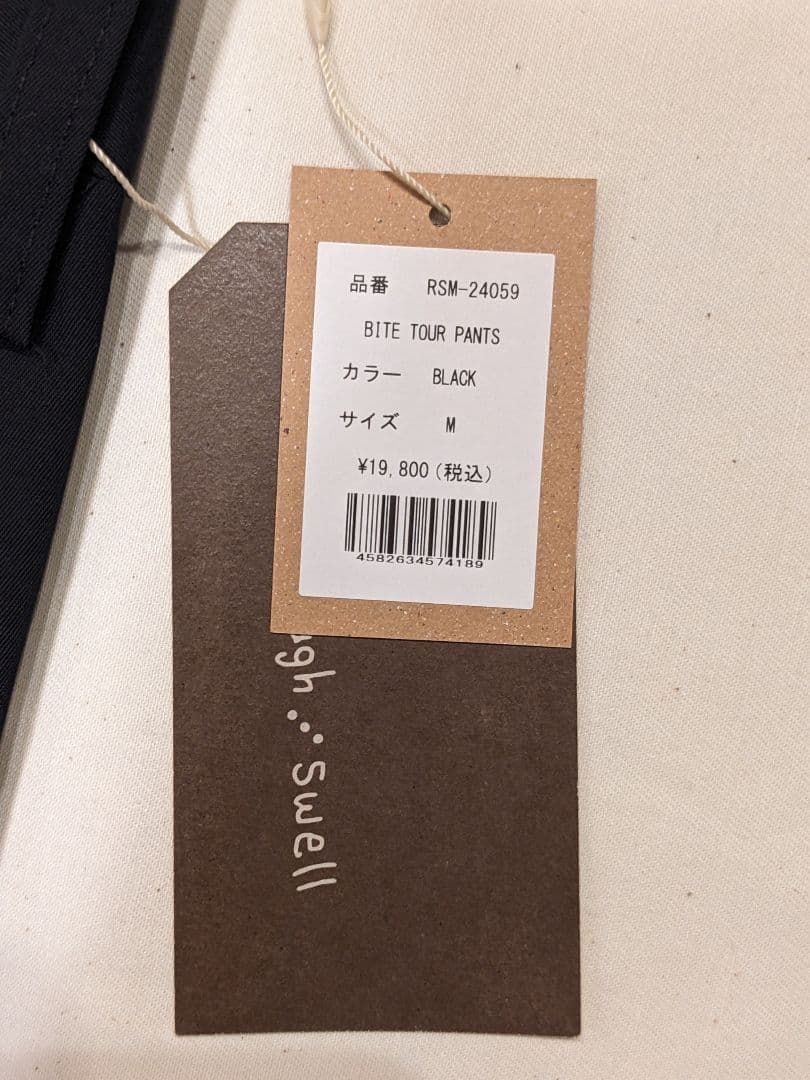 品番 RSM-24059
BITE TOUR PANTS
カラー BLACK
サイズ M
¥19,800(税込)
4582634574189
swell